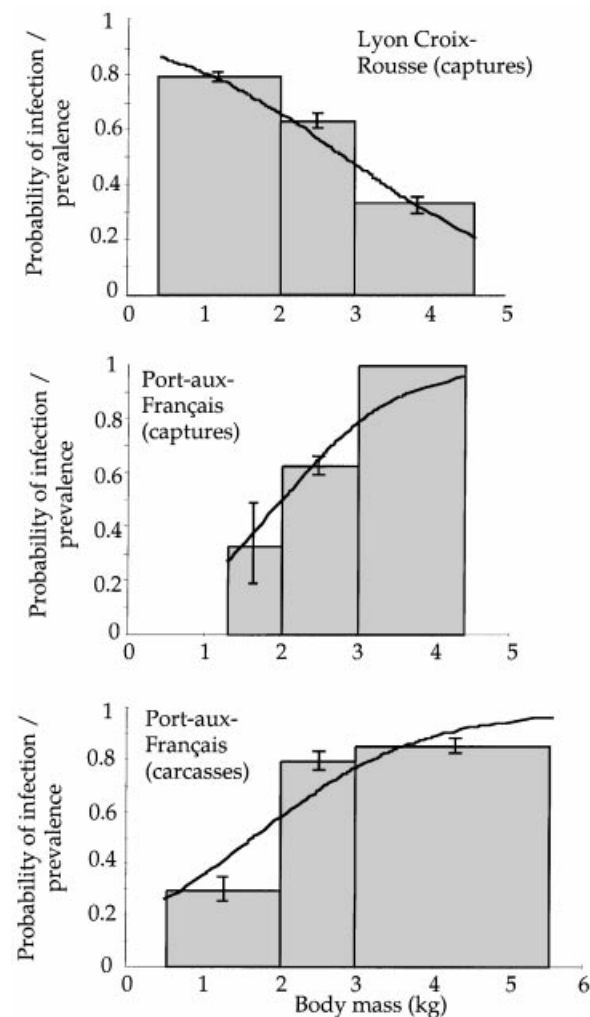 Probability of infection /
prevalence
1
0.8
0.6
0.4
0.2
0
Lyon Croix-
Rousse (captures)
0 1 2 3 4 5
Probability of infection /
prevalence
1
0.8
0.6
0.4
0.2
0
Port-aux-
Français
(captures)
1 2 3 4 5
Probability of infection /
prevalence
1
0.8
0.6
0.4
0.2
0
Port-aux-
Français
(carcasses)
1 2 3 4 5 6
Body mass (kg)